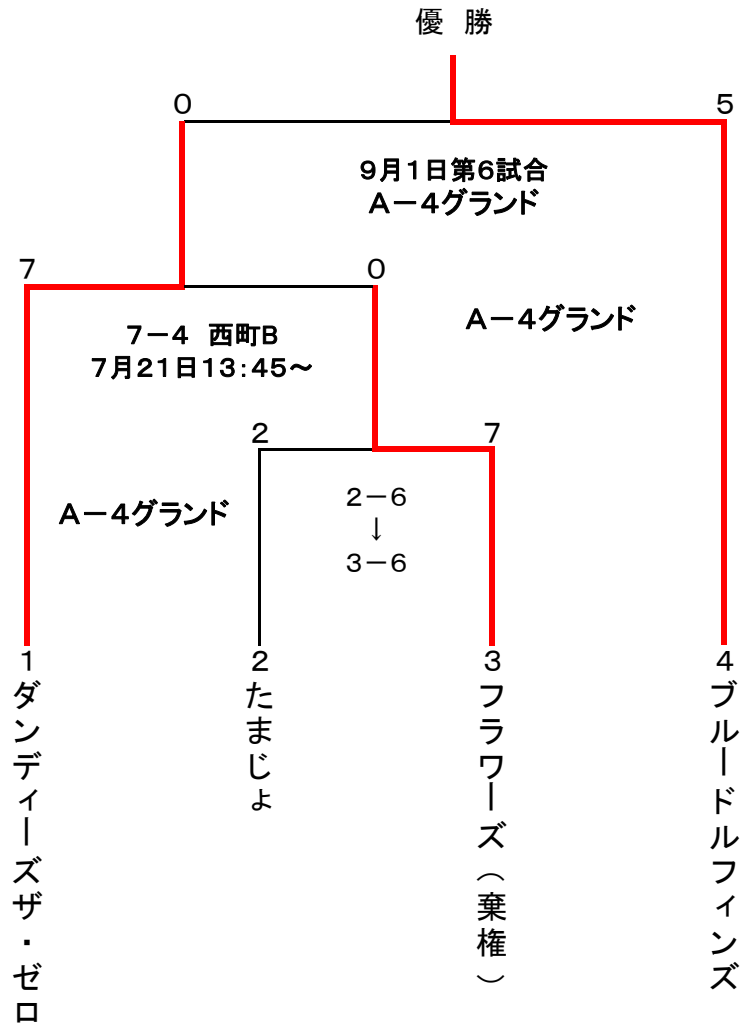 優　勝
０
５
９月１日第６試合
Ａ－４グランド
７
０
Ａ－４グランド
７－４　西町Ｂ
７月２１日１３：４５～
２
７
Ａ－４グランド
２－６
↓
３－６
１
ダンディーズザ・ゼロ
２
たまじょ
３
フラワーズ（棄権）
４
ブルードルフィンズ